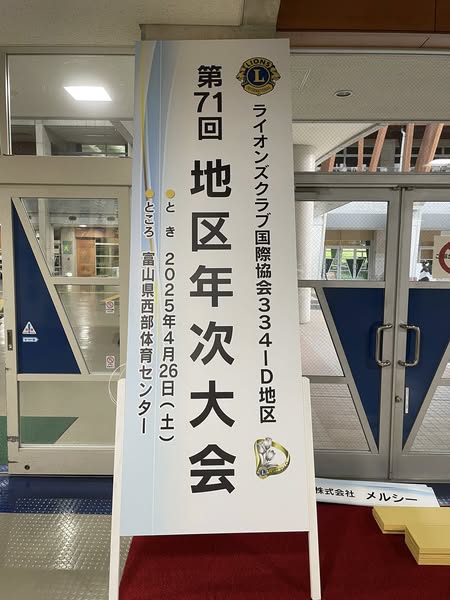 LIONS
L
ライオンズクラブ国際協会334-D地区
第71回 地区年次大会
●とき 2025年4月26日(土)
●ところ 富山県西部体育センター
株式会社 メルシー